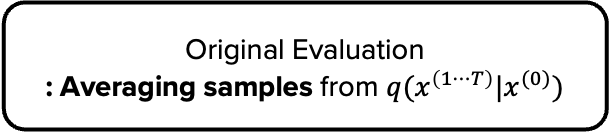 Original Evaluation
: Averaging samples from q(x^(1⋯T)|x^(0))